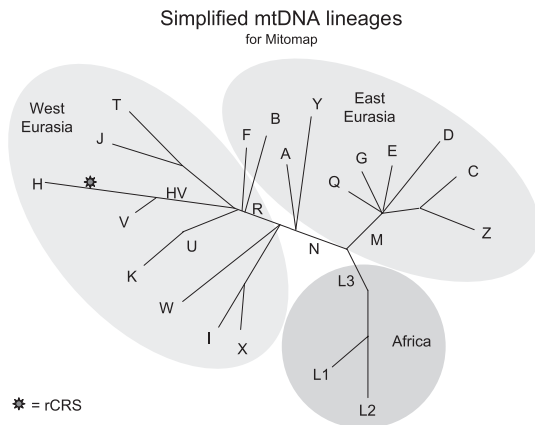 Simplified mtDNA lineages
for Mitomap
West
Eurasia
East
Eurasia
T
J
H
HV
V
U
K
W
I
X
R
F
B
A
Y
N
M
Q
G
E
D
C
Z
L3
Africa
L1
L2
= rCRS